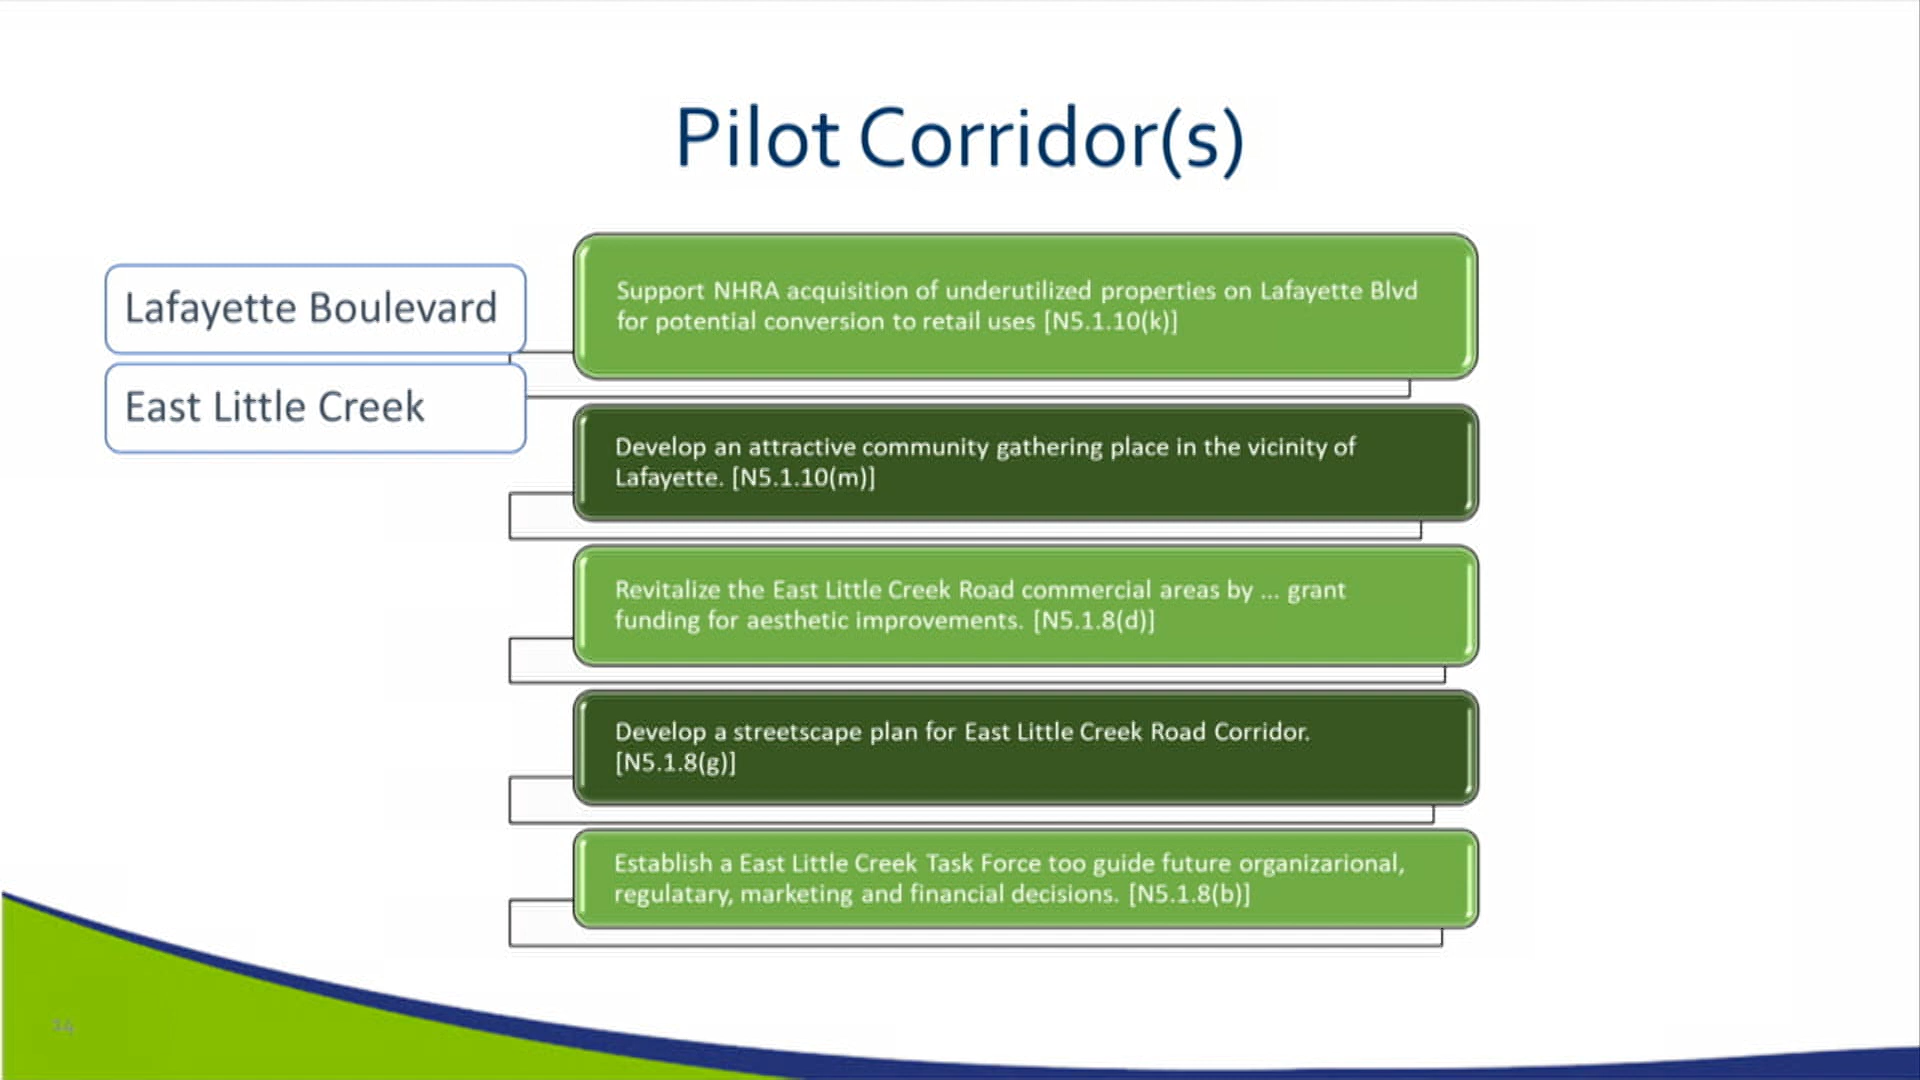 Pilot Corridor(s)
Lafayette Boulevard
East Little Creek
Support NHRA acquisition of underutilized properties on Lafayette Blvd
for potential conversion to retail uses [N5.1.10(k)]
Develop an attractive community gathering place in the vicinity of
Lafayette. [N5.1.10(m)]
Revitalize the East Little Creek Road commercial areas by ... grant
funding for aesthetic improvements. [N5.1.8(d)]
Develop a streetscape plan for East Little Creek Road Corridor.
[N5.1.8(g)]
Establish a East Little Creek Task Force too guide future organizarional,
regulatary, marketing and financial decisions. [N5.1.8(b)]
14